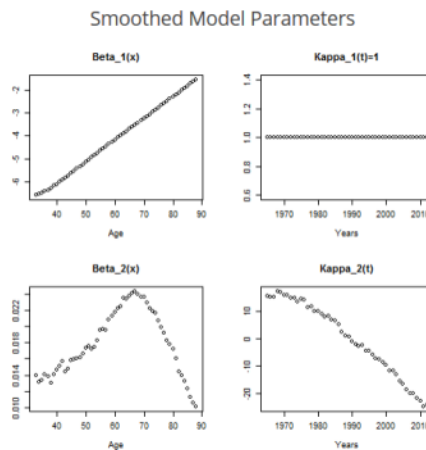 Smoothed Model Parameters
Beta_1(x)
-2
-3
-4
-5
-6
40 50 60 70 80 90
Age
Kappa_1(t)=1
1.4
1.2
1.0
0.8
0.6
1970 1980 1990 2000 201
Years
Beta_2(x)
0.022
0.018
0.014
0.010
40 50 60 70 80 90
Age
Kappa_2(t)
10
0
-10
-20
1970 1980 1990 2000 201
Years